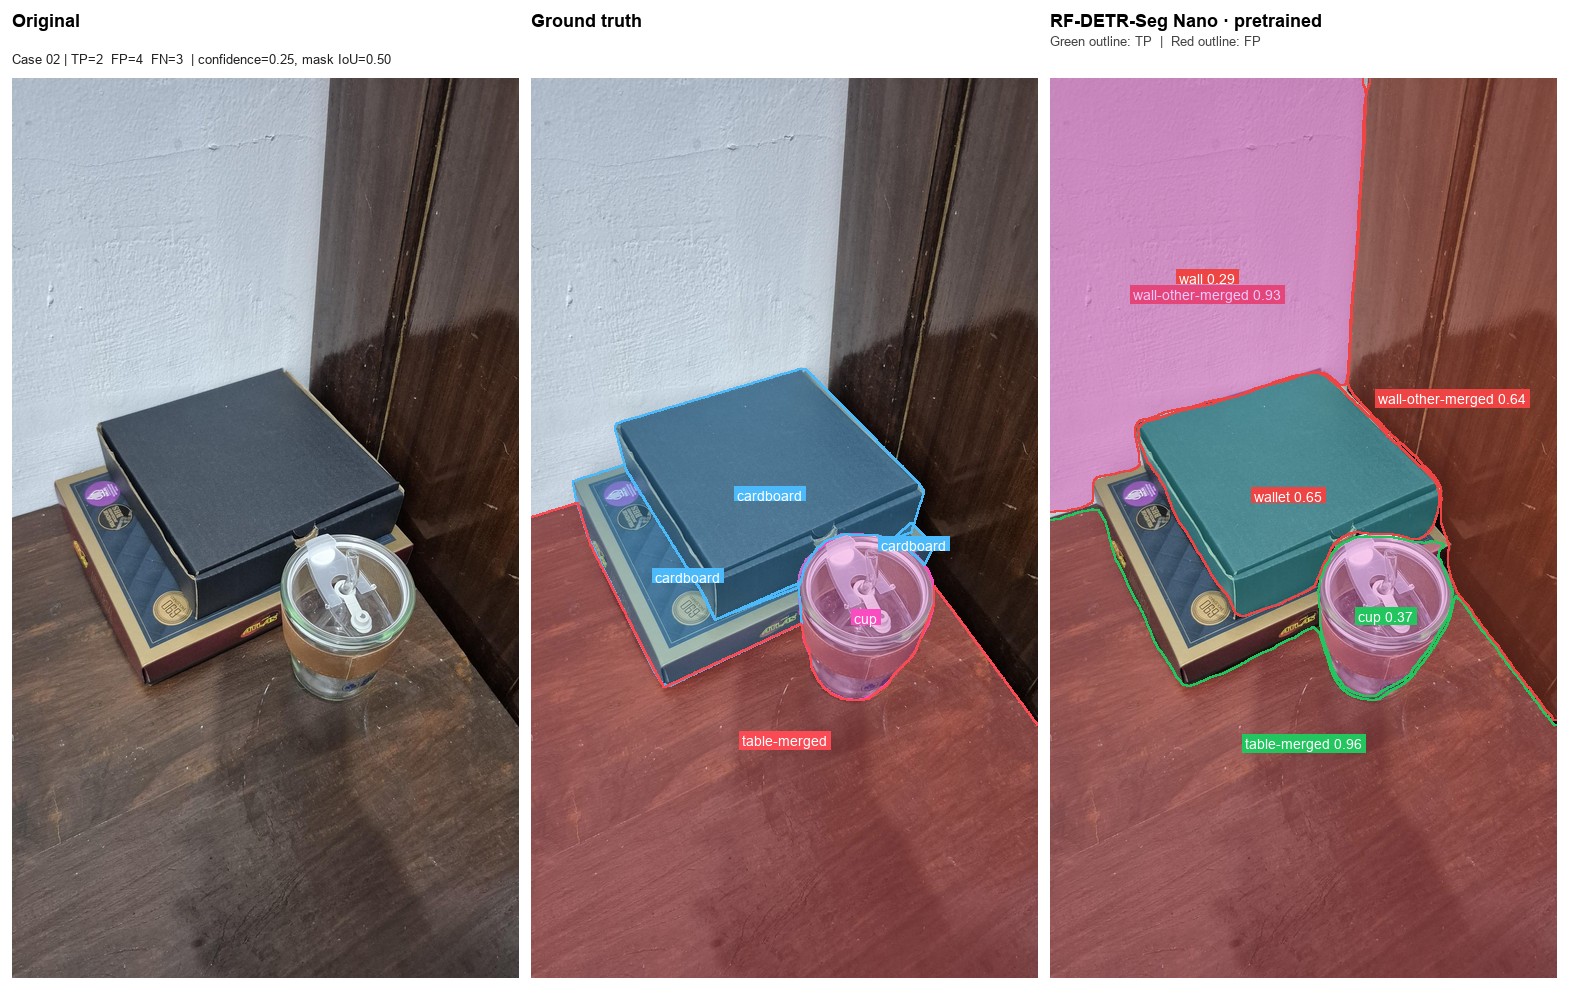 Original
Case 02 | TP=2 FP=4 FN=3 | confidence=0.25, mask IoU=0.50
Ground truth
cardboard
cardboard
cardboard
cup
table-merged
RF-DETR-Seg Nano · pretrained
Green outline: TP | Red outline: FP
wall 0.29
wall-other-merged 0.93
wall-other-merged 0.64
wallet 0.65
cup 0.37
table-merged 0.96